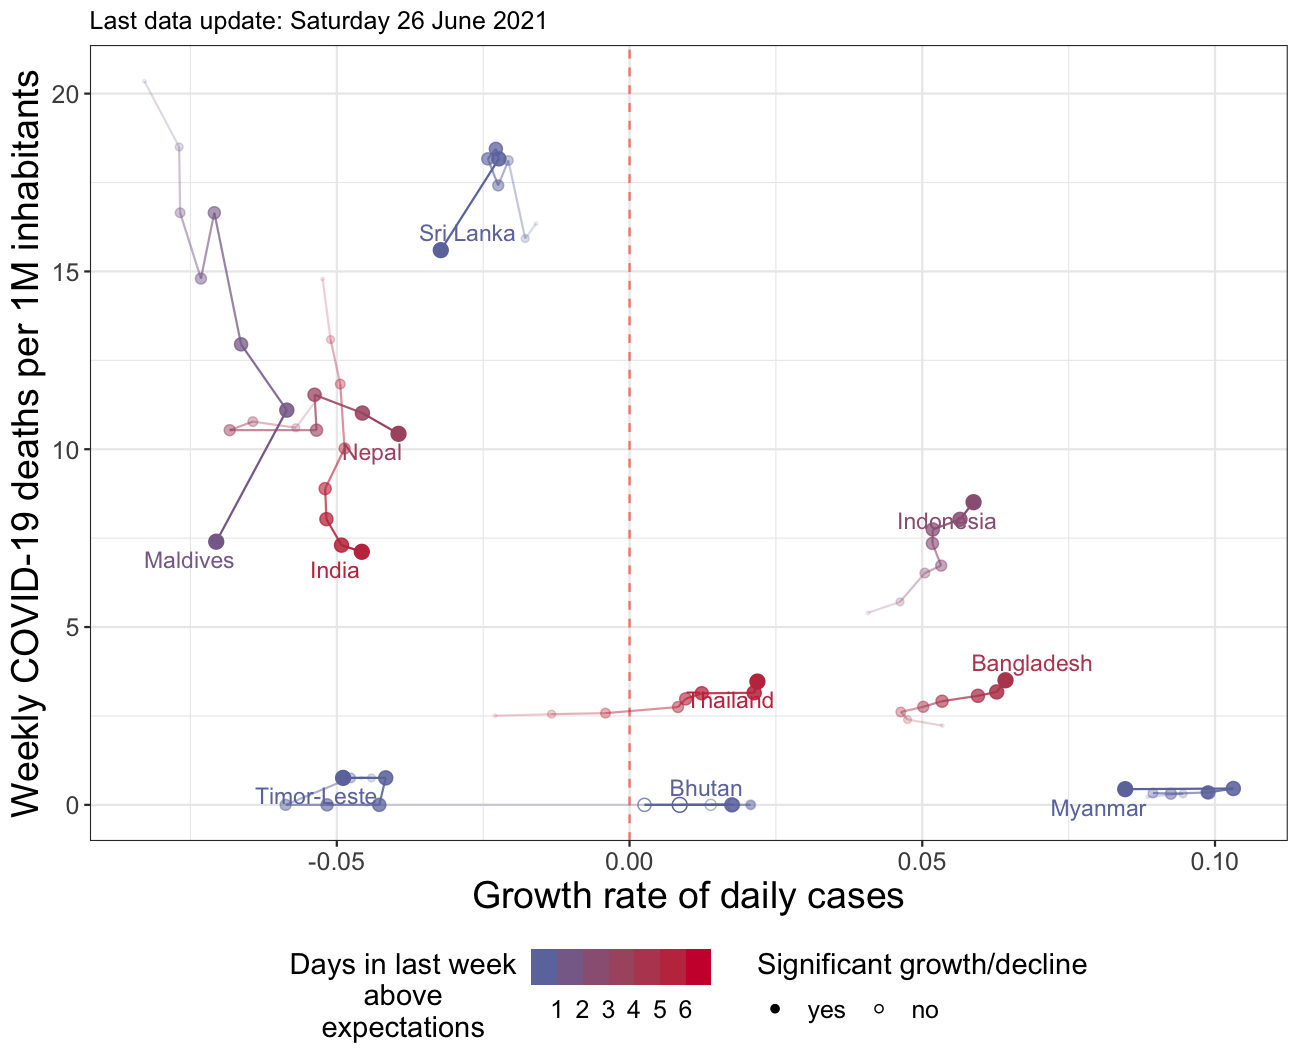 Last data update: Saturday 26 June 2021
Weekly COVID-19 deaths per 1M inhabitants
20
15
10
5
0
Sri Lanka
Nepal
Maldives
India
Indonesia
Bangladesh
Thailand
Timor-Leste
Bhutan
Myanmar
-0.05
0.00
0.05
0.10
Growth rate of daily cases
Days in last week
above
expectations
1 2 3 4 5 6
Significant growth/decline
yes no